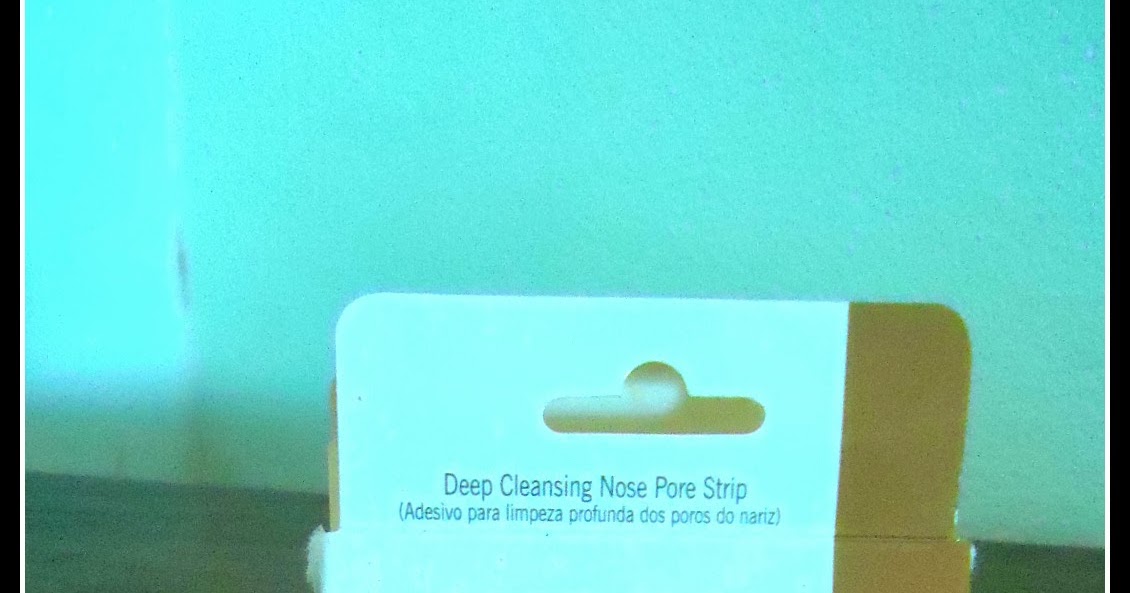 Deep Cleansing Nose Pore Strip
(Adesivo para limpeza profunda dos poros do nariz)